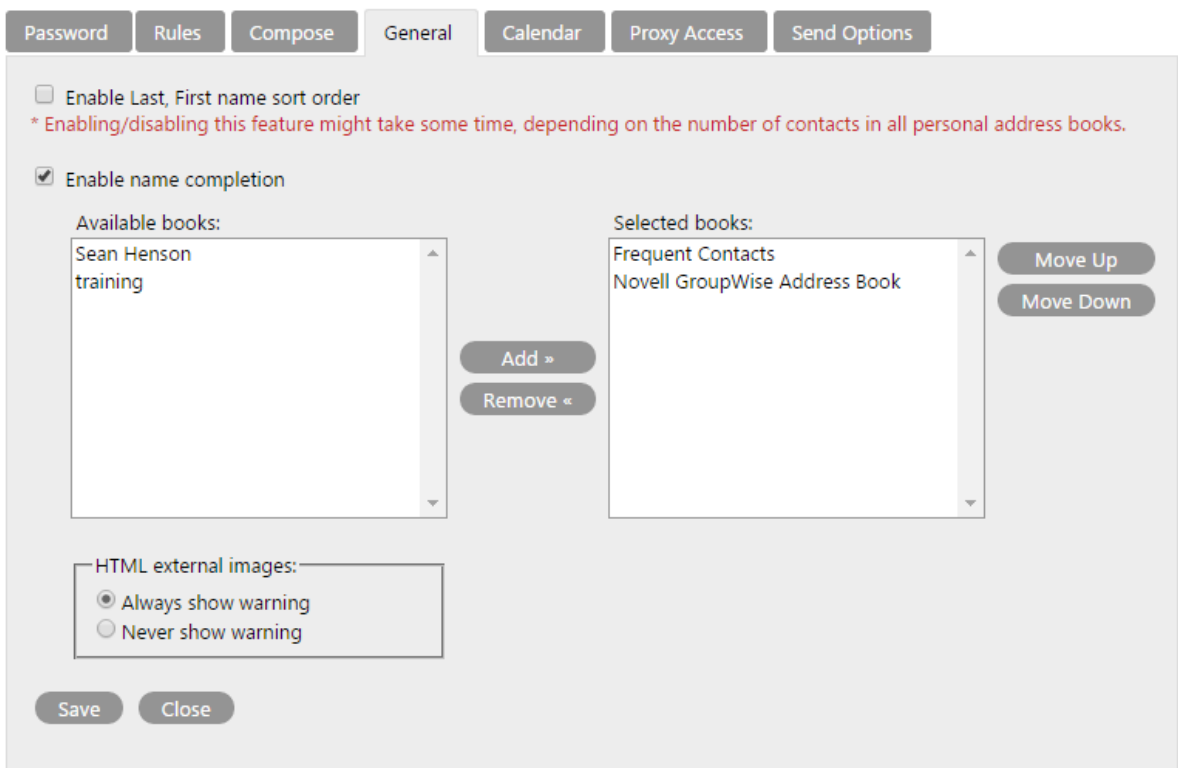 Password Rules Compose General Calendar Proxy Access Send Options
Enable Last, First name sort order
* Enabling/disabling this feature might take some time, depending on the number of contacts in all personal address books.
Enable name completion
Available books:
Sean Henson
training
Add »
Remove «
Selected books:
Frequent Contacts
Novell GroupWise Address Book
Move Up
Move Down
HTML external images:
Always show warning
Never show warning
Save Close